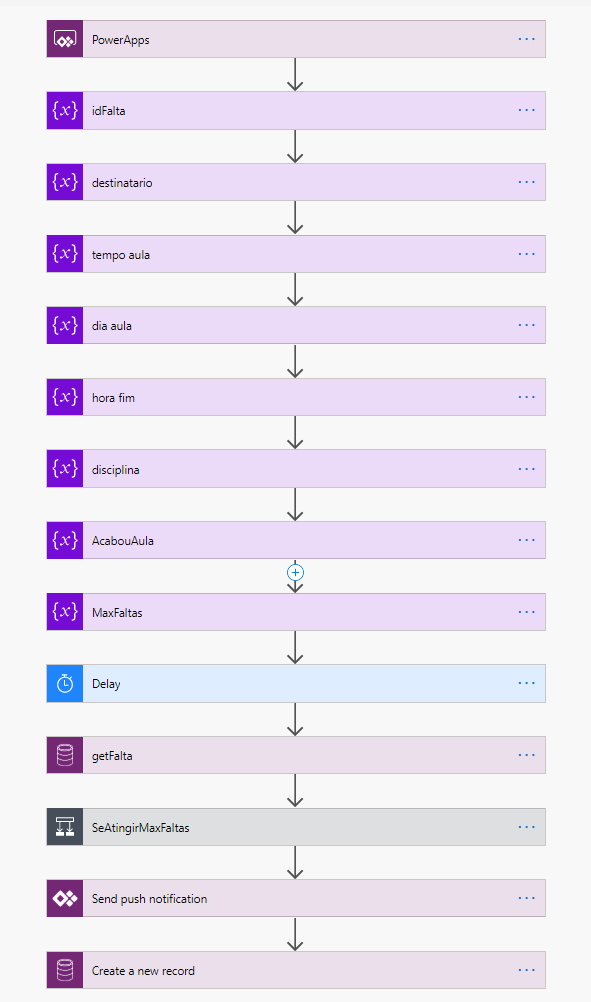 PowerApps
{x} idFalta
{x} destinatario
{x} tempo aula
{x} dia aula
{x} hora fim
{x} disciplina
{x} AcabouAula
{x} MaxFaltas
Delay
getFalta
SeAtingirMaxFaltas
Send push notification
Create a new record